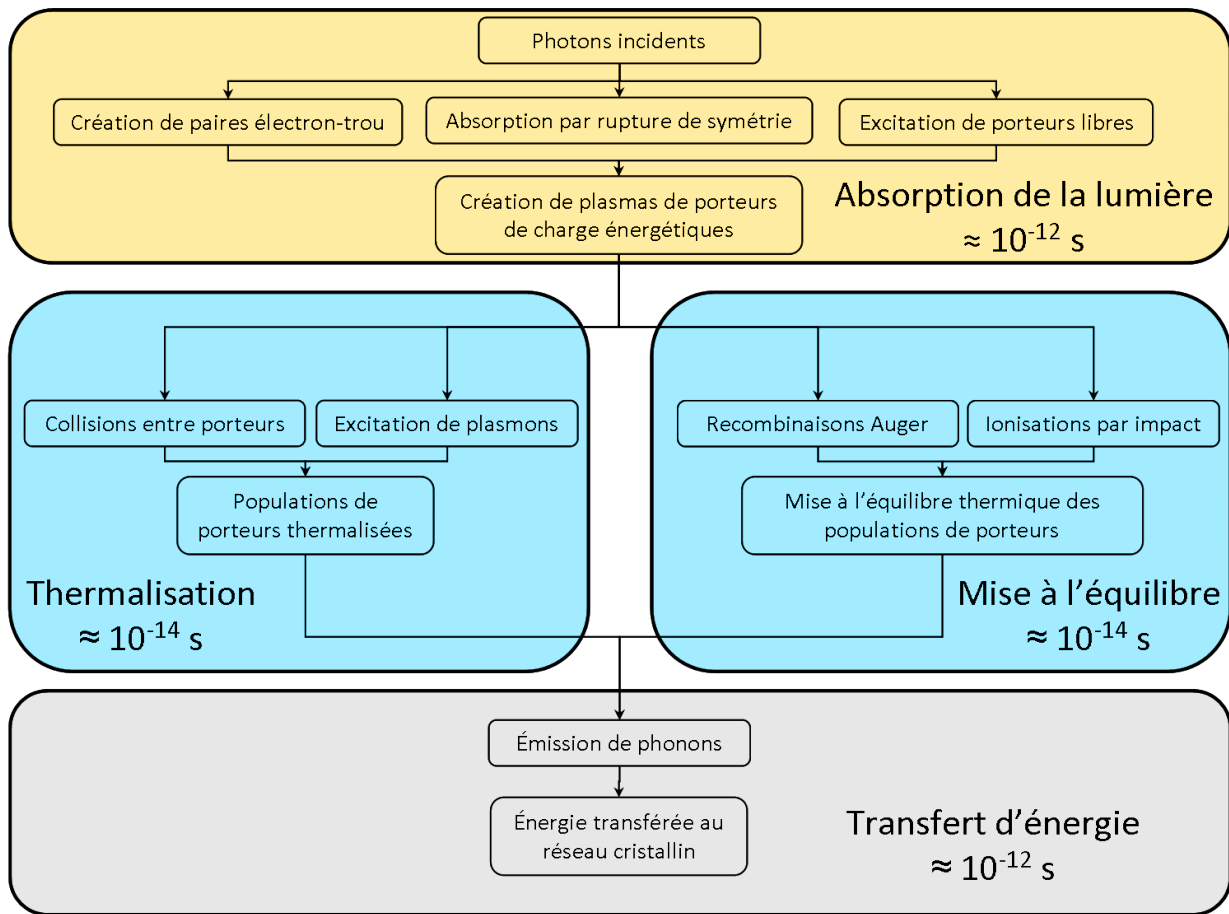 Photons incidents
Création de paires électron-trou
Absorption par rupture de symétrie
Excitation de porteurs libres
Création de plasmas de porteurs
de charge énergétiques
Absorption de la lumière
≈ 10⁻¹² s
Collisions entre porteurs
Excitation de plasmons
Populations de
porteurs thermalisées
Thermalisation
≈ 10⁻¹⁴ s
Recombinaisons Auger
Ionisations par impact
Mise à l’équilibre thermique des
populations de porteurs
Mise à l’équilibre
≈ 10⁻¹⁴ s
Émission de phonons
Énergie transférée au
réseau cristallin
Transfert d’énergie
≈ 10⁻¹² s